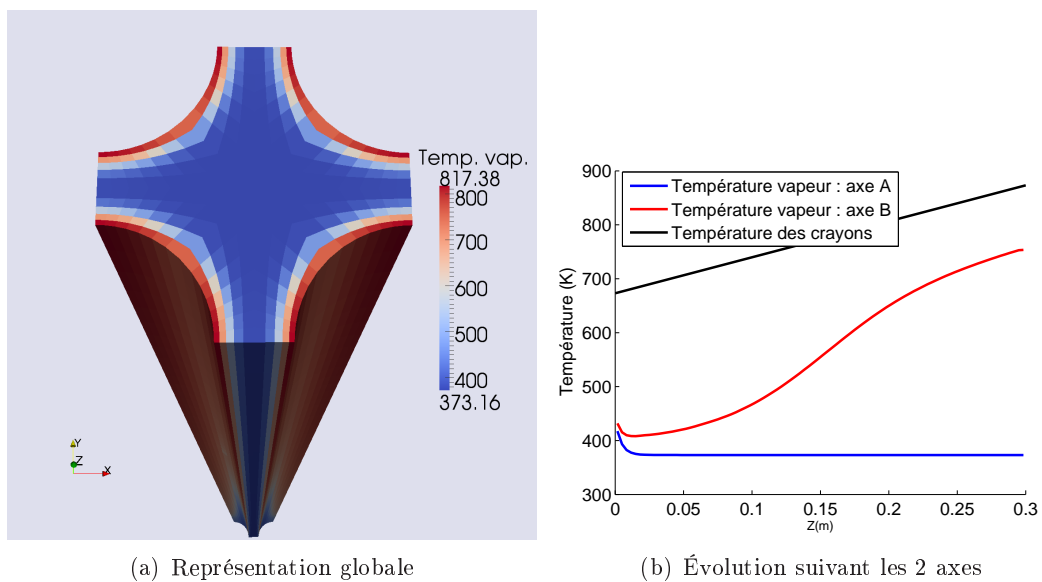 Temp. vap.
817.38
800
700
600
500
400
373.16
Y
Z
X
900
800
700
600
500
400
300
Température (K)
Température vapeur : axe A
Température vapeur : axe B
Température des crayons
0
0.05
0.1
0.15
0.2
0.25
0.3
Z(m)
(a) Représentation globale
(b) Évolution suivant les 2 axes